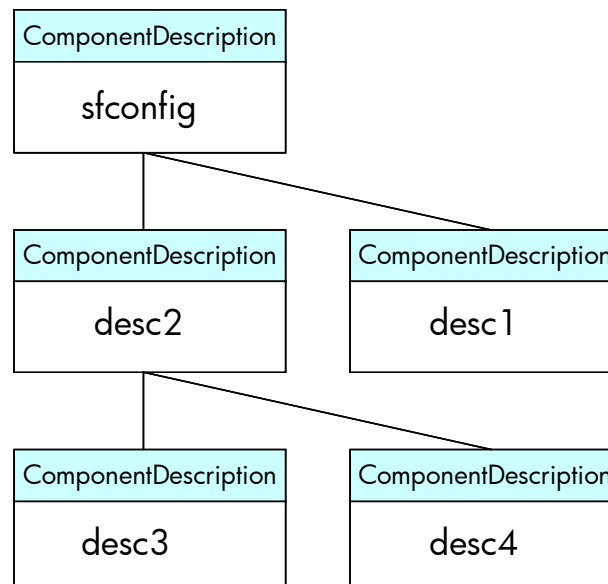 ComponentDescription
sfconfig
ComponentDescription
desc2
ComponentDescription
desc1
ComponentDescription
desc3
ComponentDescription
desc4